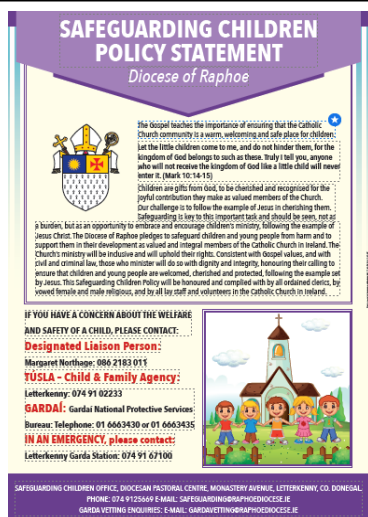 SAFEGUARDING CHILDREN
POLICY STATEMENT
Diocese of Raphoe
The Gospel teaches the importance of ensuring that the Catholic
Church community is a warm, welcoming and safe place for children.
Let the little children come to me, and do not hinder them, for the
kingdom of God belongs to such as these. Truly I tell you, anyone
who will not receive the kingdom of God like a little child will never
enter it. (Mark 10:14-15)
Children are gifts from God, to be cherished and recognised for the
joyful contribution they make as valued members of the Church.
Our challenge is to follow the example of Jesus in cherishing them.
Safeguarding is key to this important task and should be seen, not as
a burden, but as an opportunity to embrace and encourage children's ministry, following the example of
Jesus Christ. The Diocese of Raphoe pledges to safeguard children and young people from harm and to
support them in their development as valued and integral members of the Catholic Church in Ireland. The
Church's ministry will be inclusive and will uphold their rights. Consistent with Gospel values, and with
civil and criminal law, those who minister will do so with dignity and integrity, honouring their calling to
ensure that children and young people are welcomed, cherished and protected, following the example set
by Jesus. This Safeguarding Children Policy will be honoured and complied with by all ordained clerics, by
vowed female and male religious, and by all lay staff and volunteers in the Catholic Church in Ireland.
IF YOU HAVE A CONCERN ABOUT THE WELFARE
AND SAFETY OF A CHILD, PLEASE CONTACT:
Designated Liaison Person:
Margaret Northage: 086 2183 011
TUSLA - Child & Family Agency:
Letterkenny: 074 91 02233
GARDAÍ: Gardaí National Protective Services
Bureau: Telephone: 01 6663430 or 01 6663435
IN AN EMERGENCY, please contact:
Letterkenny Garda Station: 074 91 67100
SAFEGUARDING CHILDREN OFFICE, DIOCESAN PASTORAL CENTRE, MONASTERY AVENUE, LETTERKENNY, CO. DONEGAL
PHONE: 074 9125669 E-MAIL: SAFEGUARDING@RAPHOEDIOCESE.IE
GARDA VETTING ENQUIRIES: E-MAIL: GARDAVETTING@RAPHOEDIOCESE.IE